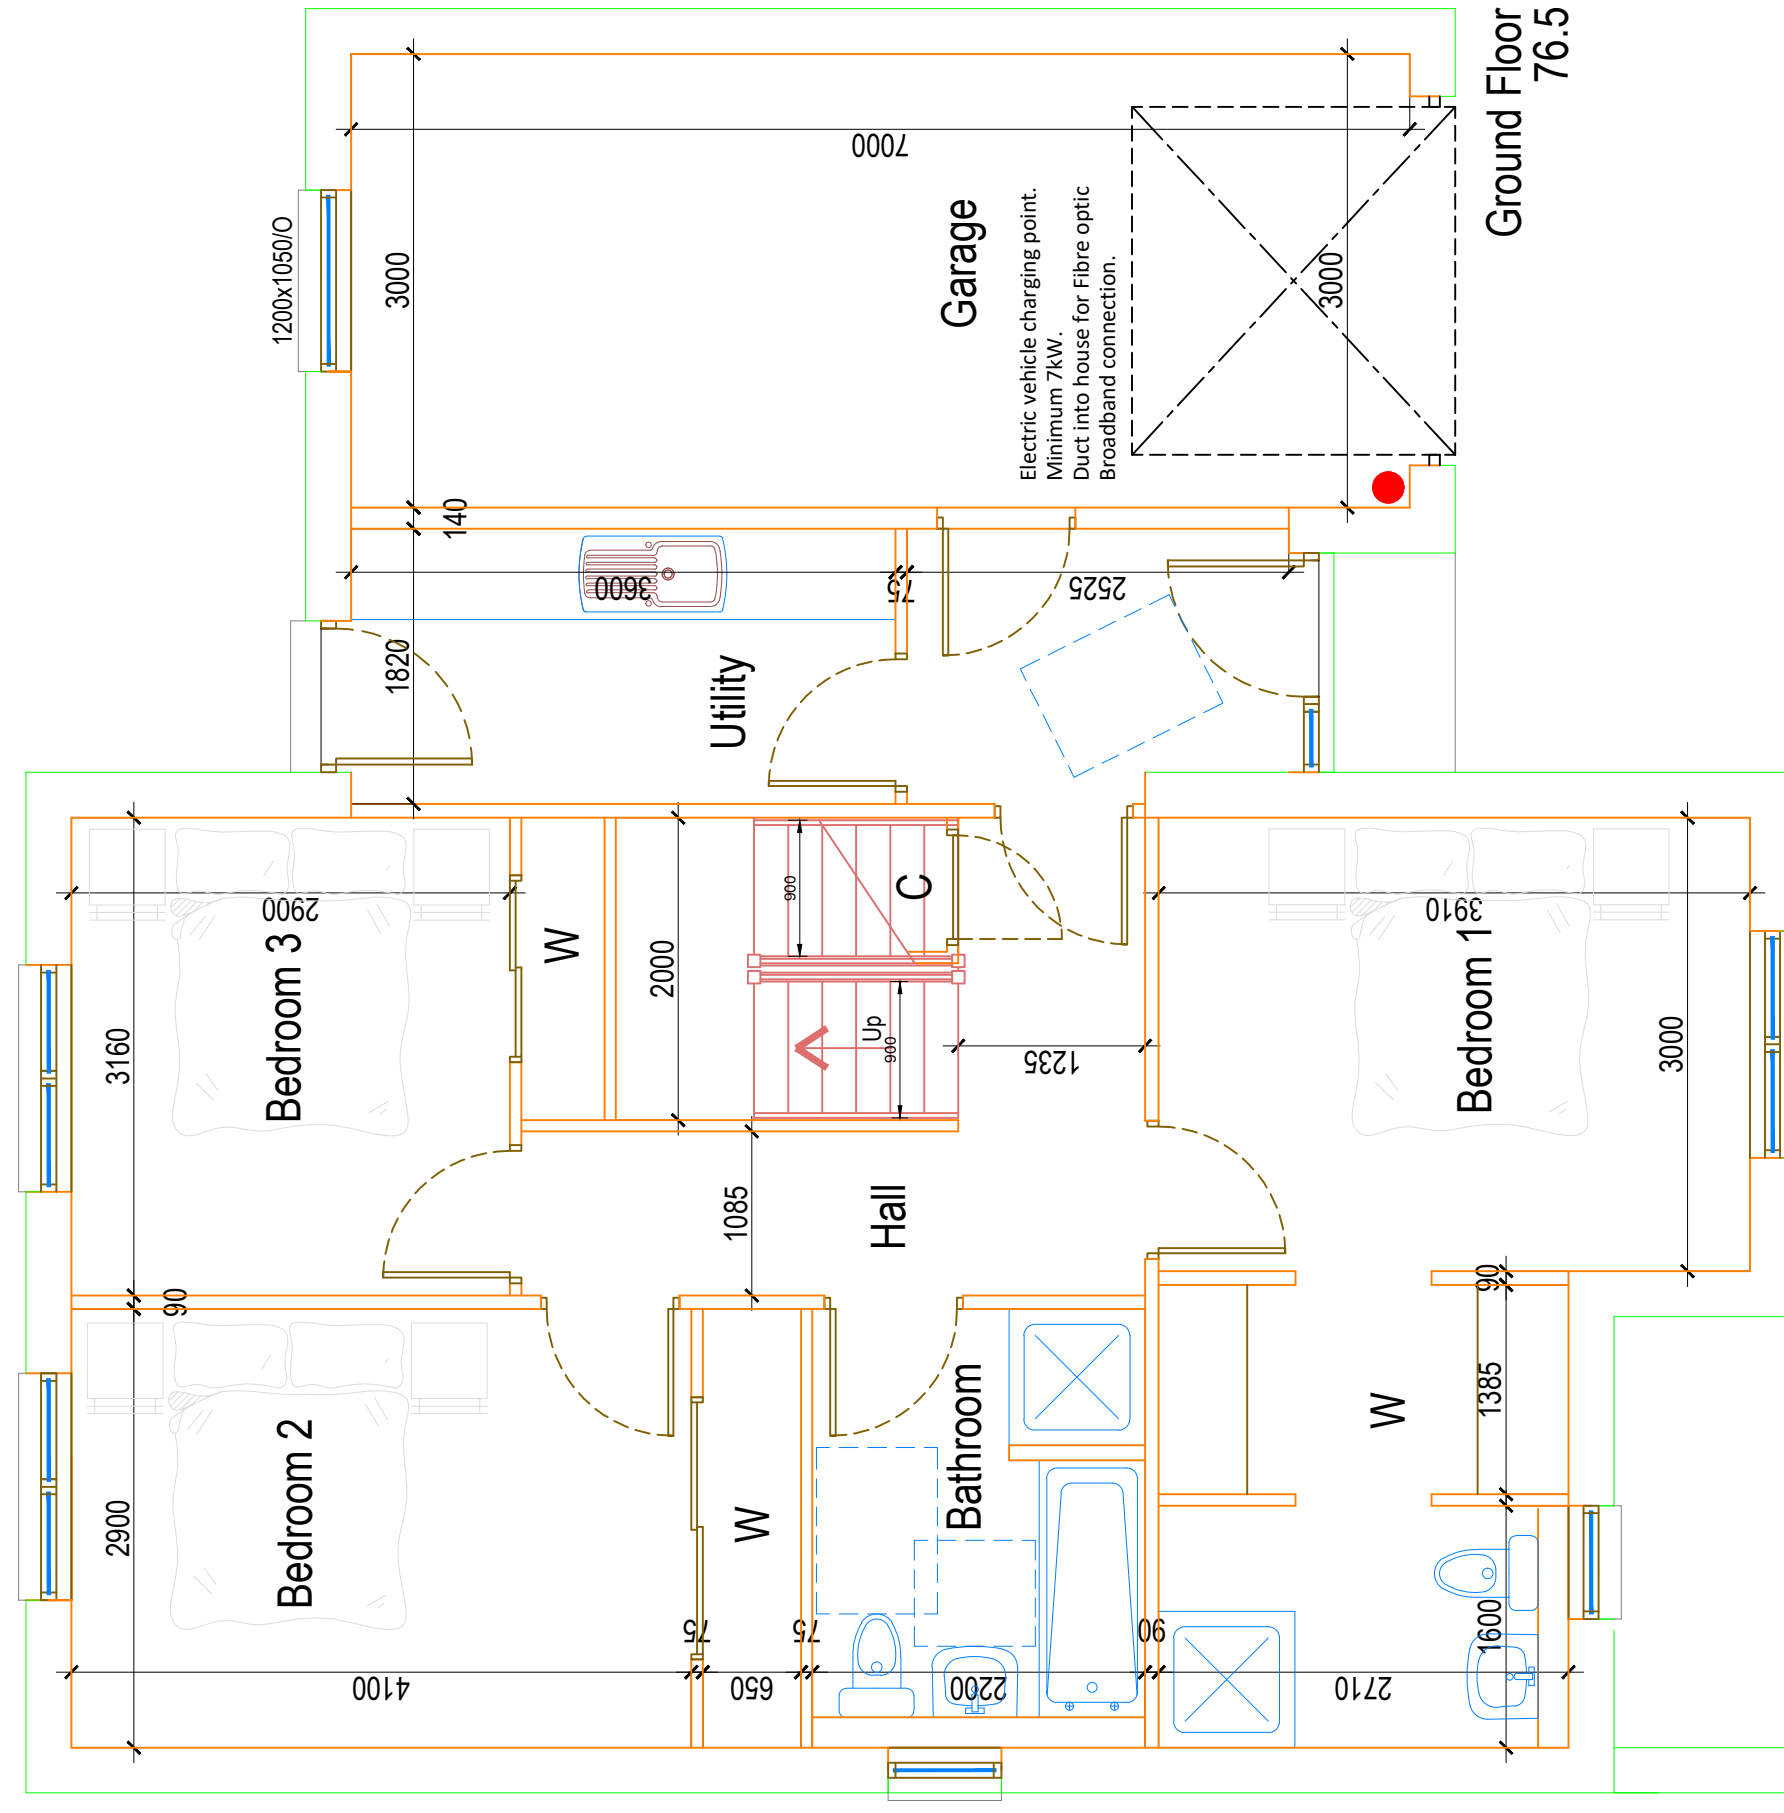 Ground Floor
76.5
1200x1050/O
3000
7000
Garage
Electric vehicle charging point.
Minimum 7kW.
Duct into house for Fibre optic
Broadband connection.
3000
140
3600
75
2525
1820
Utility
2900
Bedroom 3
3160
W
2000
900
C
Up
900
1235
3910
Bedroom 1
3000
1085
Hall
90
90
1385
W
Bedroom 2
2900
W
Bathroom
75
75
90
1600
4100
650
2200
2710